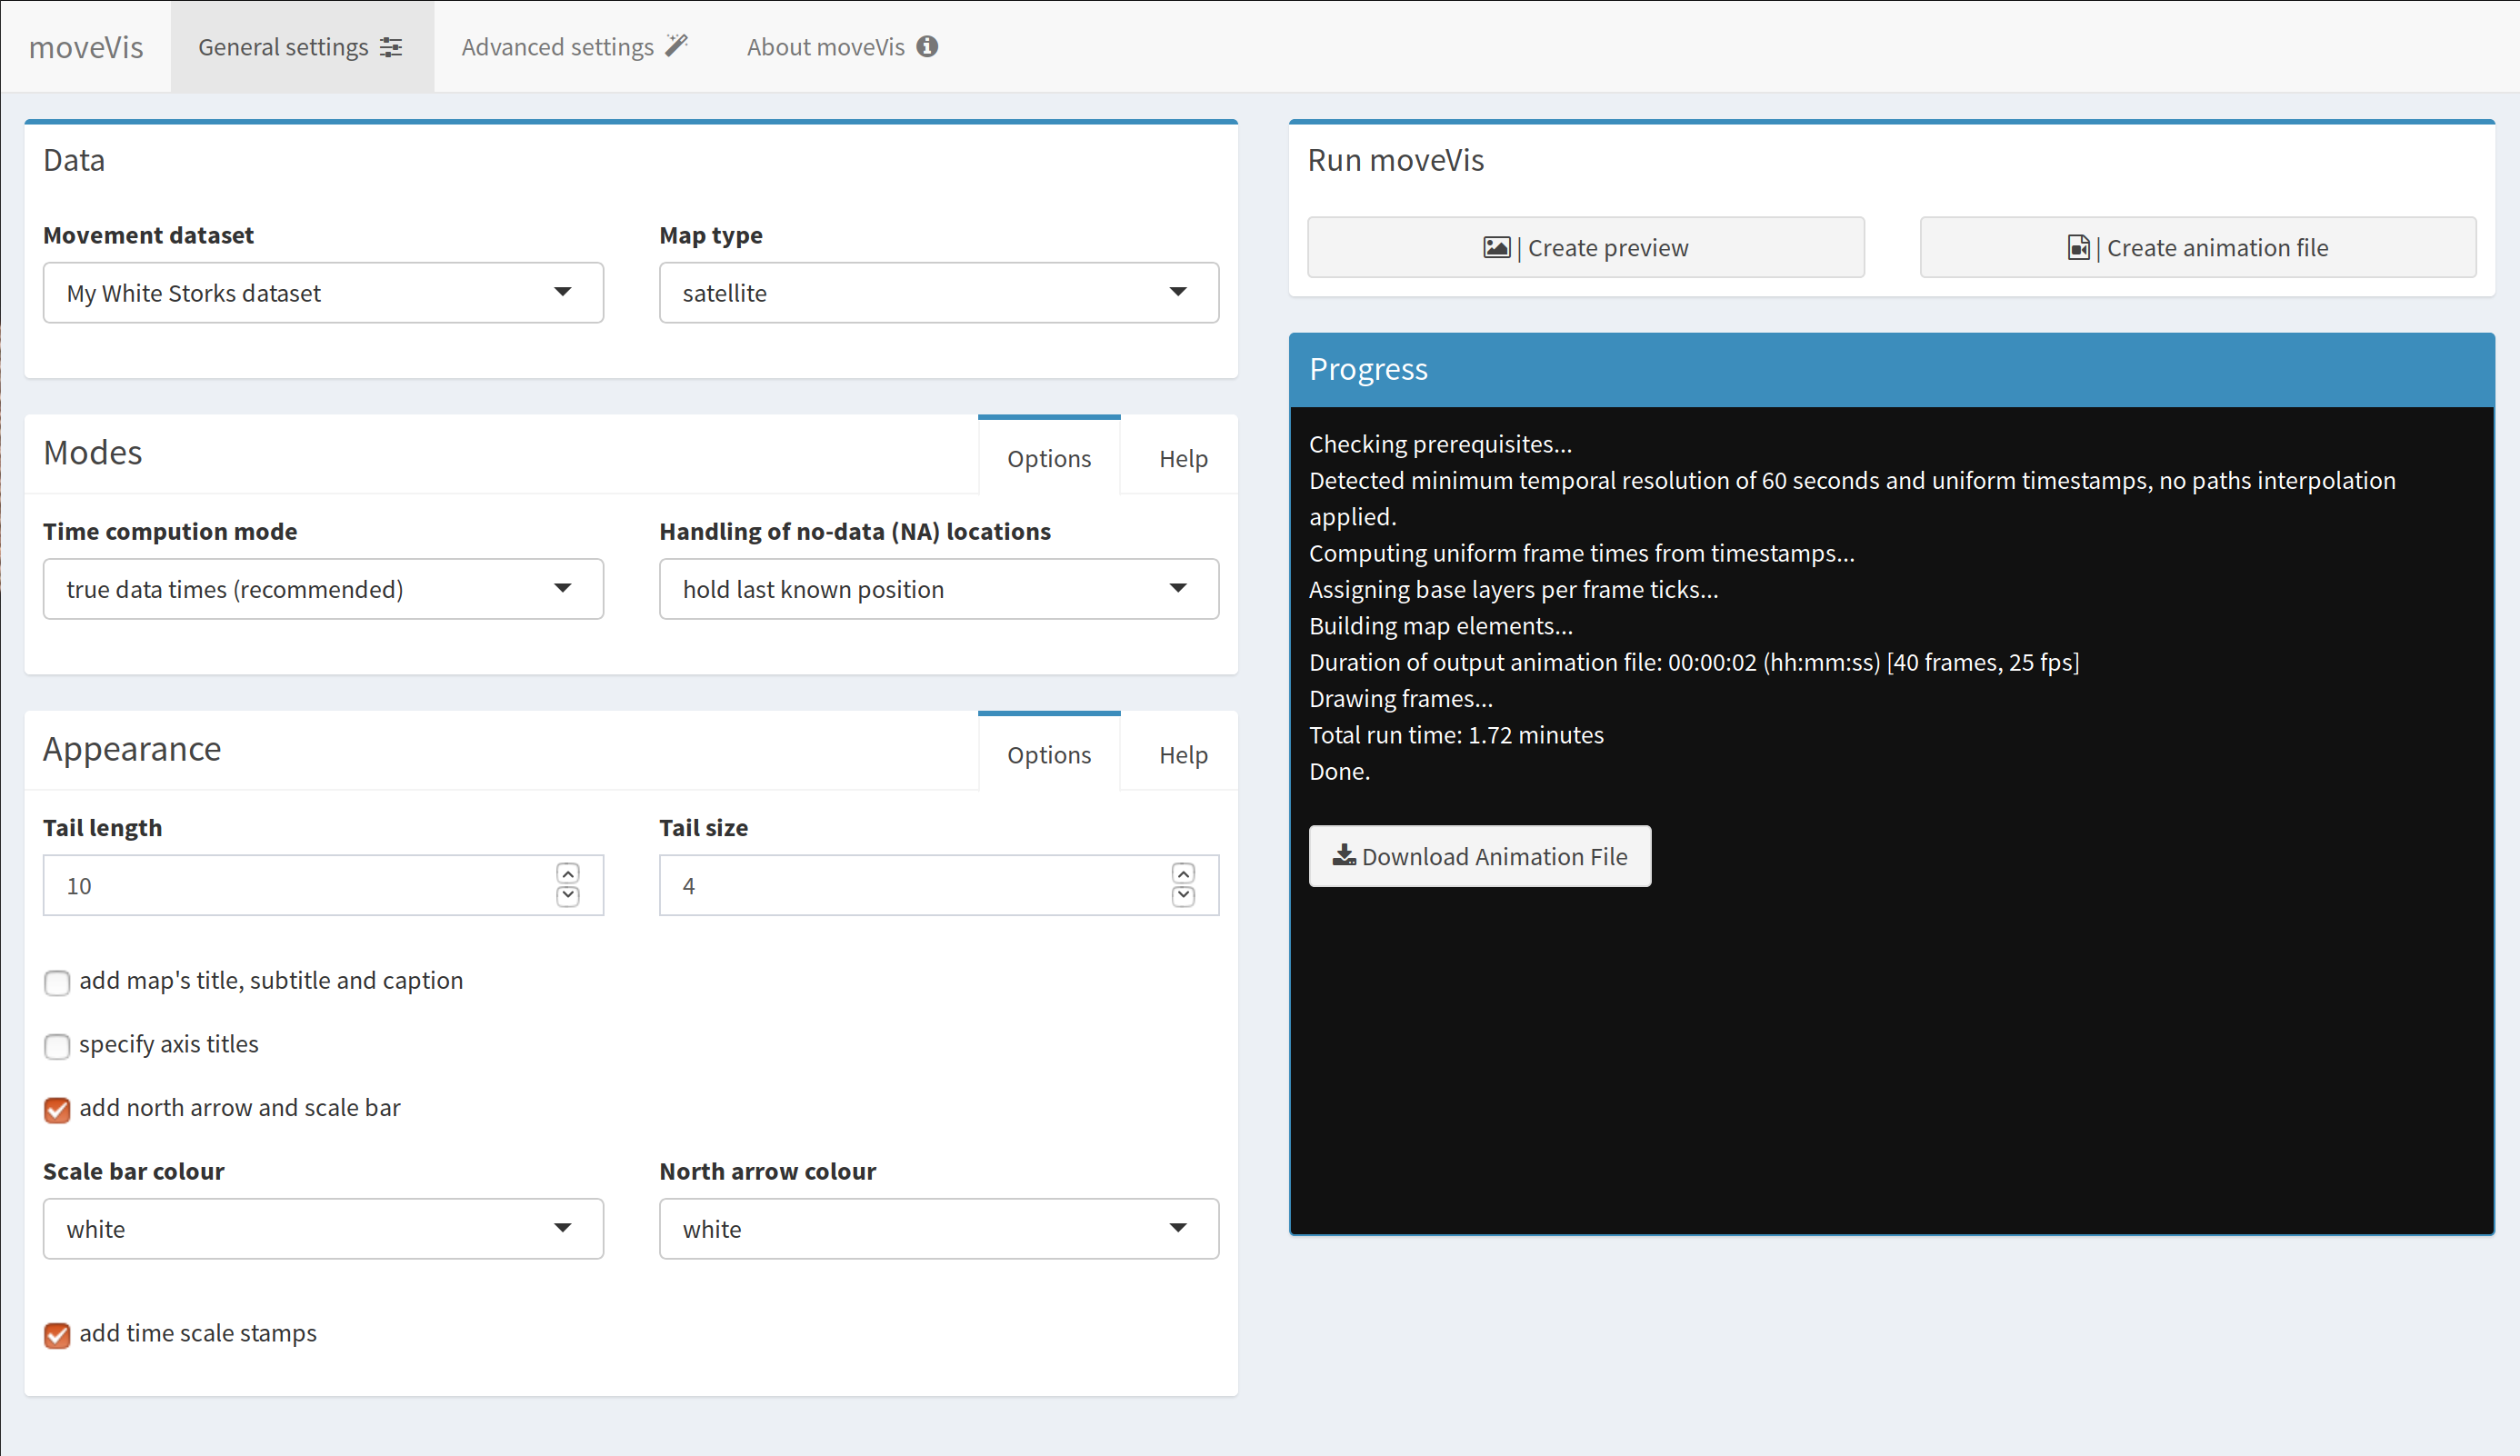 moveVis
General settings
Advanced settings
About moveVis
Data
Movement dataset
My White Storks dataset
Map type
satellite
Modes
Options
Help
Time compution mode
true data times (recommended)
Handling of no-data (NA) locations
hold last known position
Appearance
Options
Help
Tail length
10
Tail size
4
add map's title, subtitle and caption
specify axis titles
add north arrow and scale bar
Scale bar colour
white
North arrow colour
white
add time scale stamps
Run moveVis
| Create preview
| Create animation file
Progress
Checking prerequisites...
Detected minimum temporal resolution of 60 seconds and uniform timestamps, no paths interpolation
applied.
Computing uniform frame times from timestamps...
Assigning base layers per frame ticks...
Building map elements...
Duration of output animation file: 00:00:02 (hh:mm:ss) [40 frames, 25 fps]
Drawing frames...
Total run time: 1.72 minutes
Done.
Download Animation File